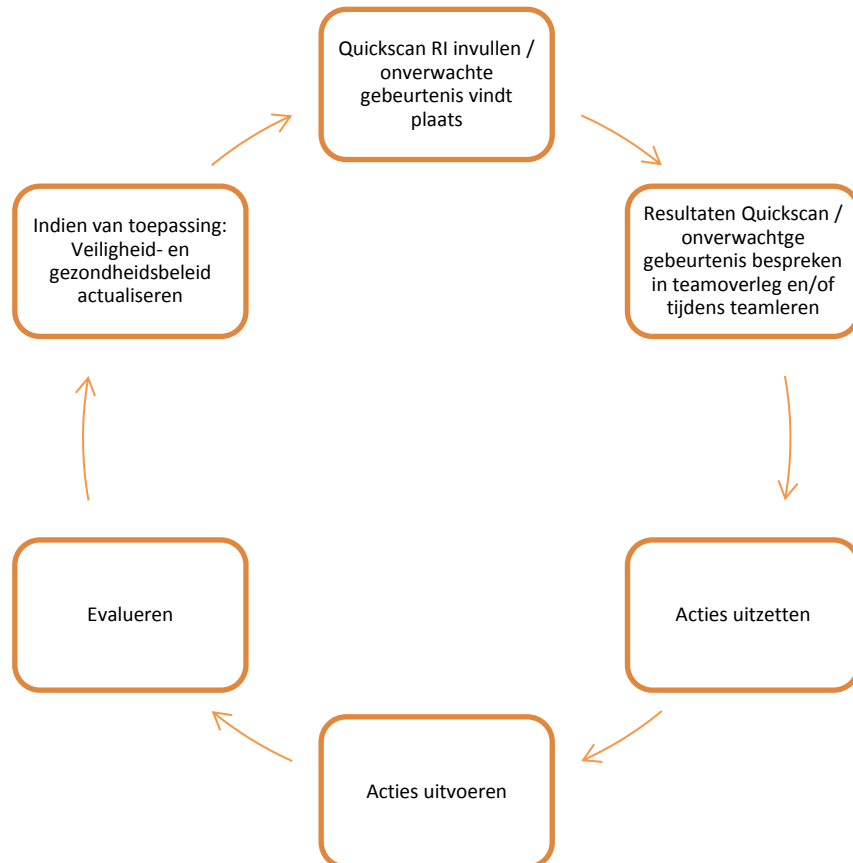 Quickscan RI invullen /
onverwachte
gebeurtenis vindt
plaats
Resultaten Quickscan /
onverwachtge
gebeurtenis bespreken
in teamoverleg en/of
tijdens teamleren
Acties uitzetten
Acties uitvoeren
Evalueren
Indien van toepassing:
Veiligheid- en
gezondheidsbeleid
actualiseren